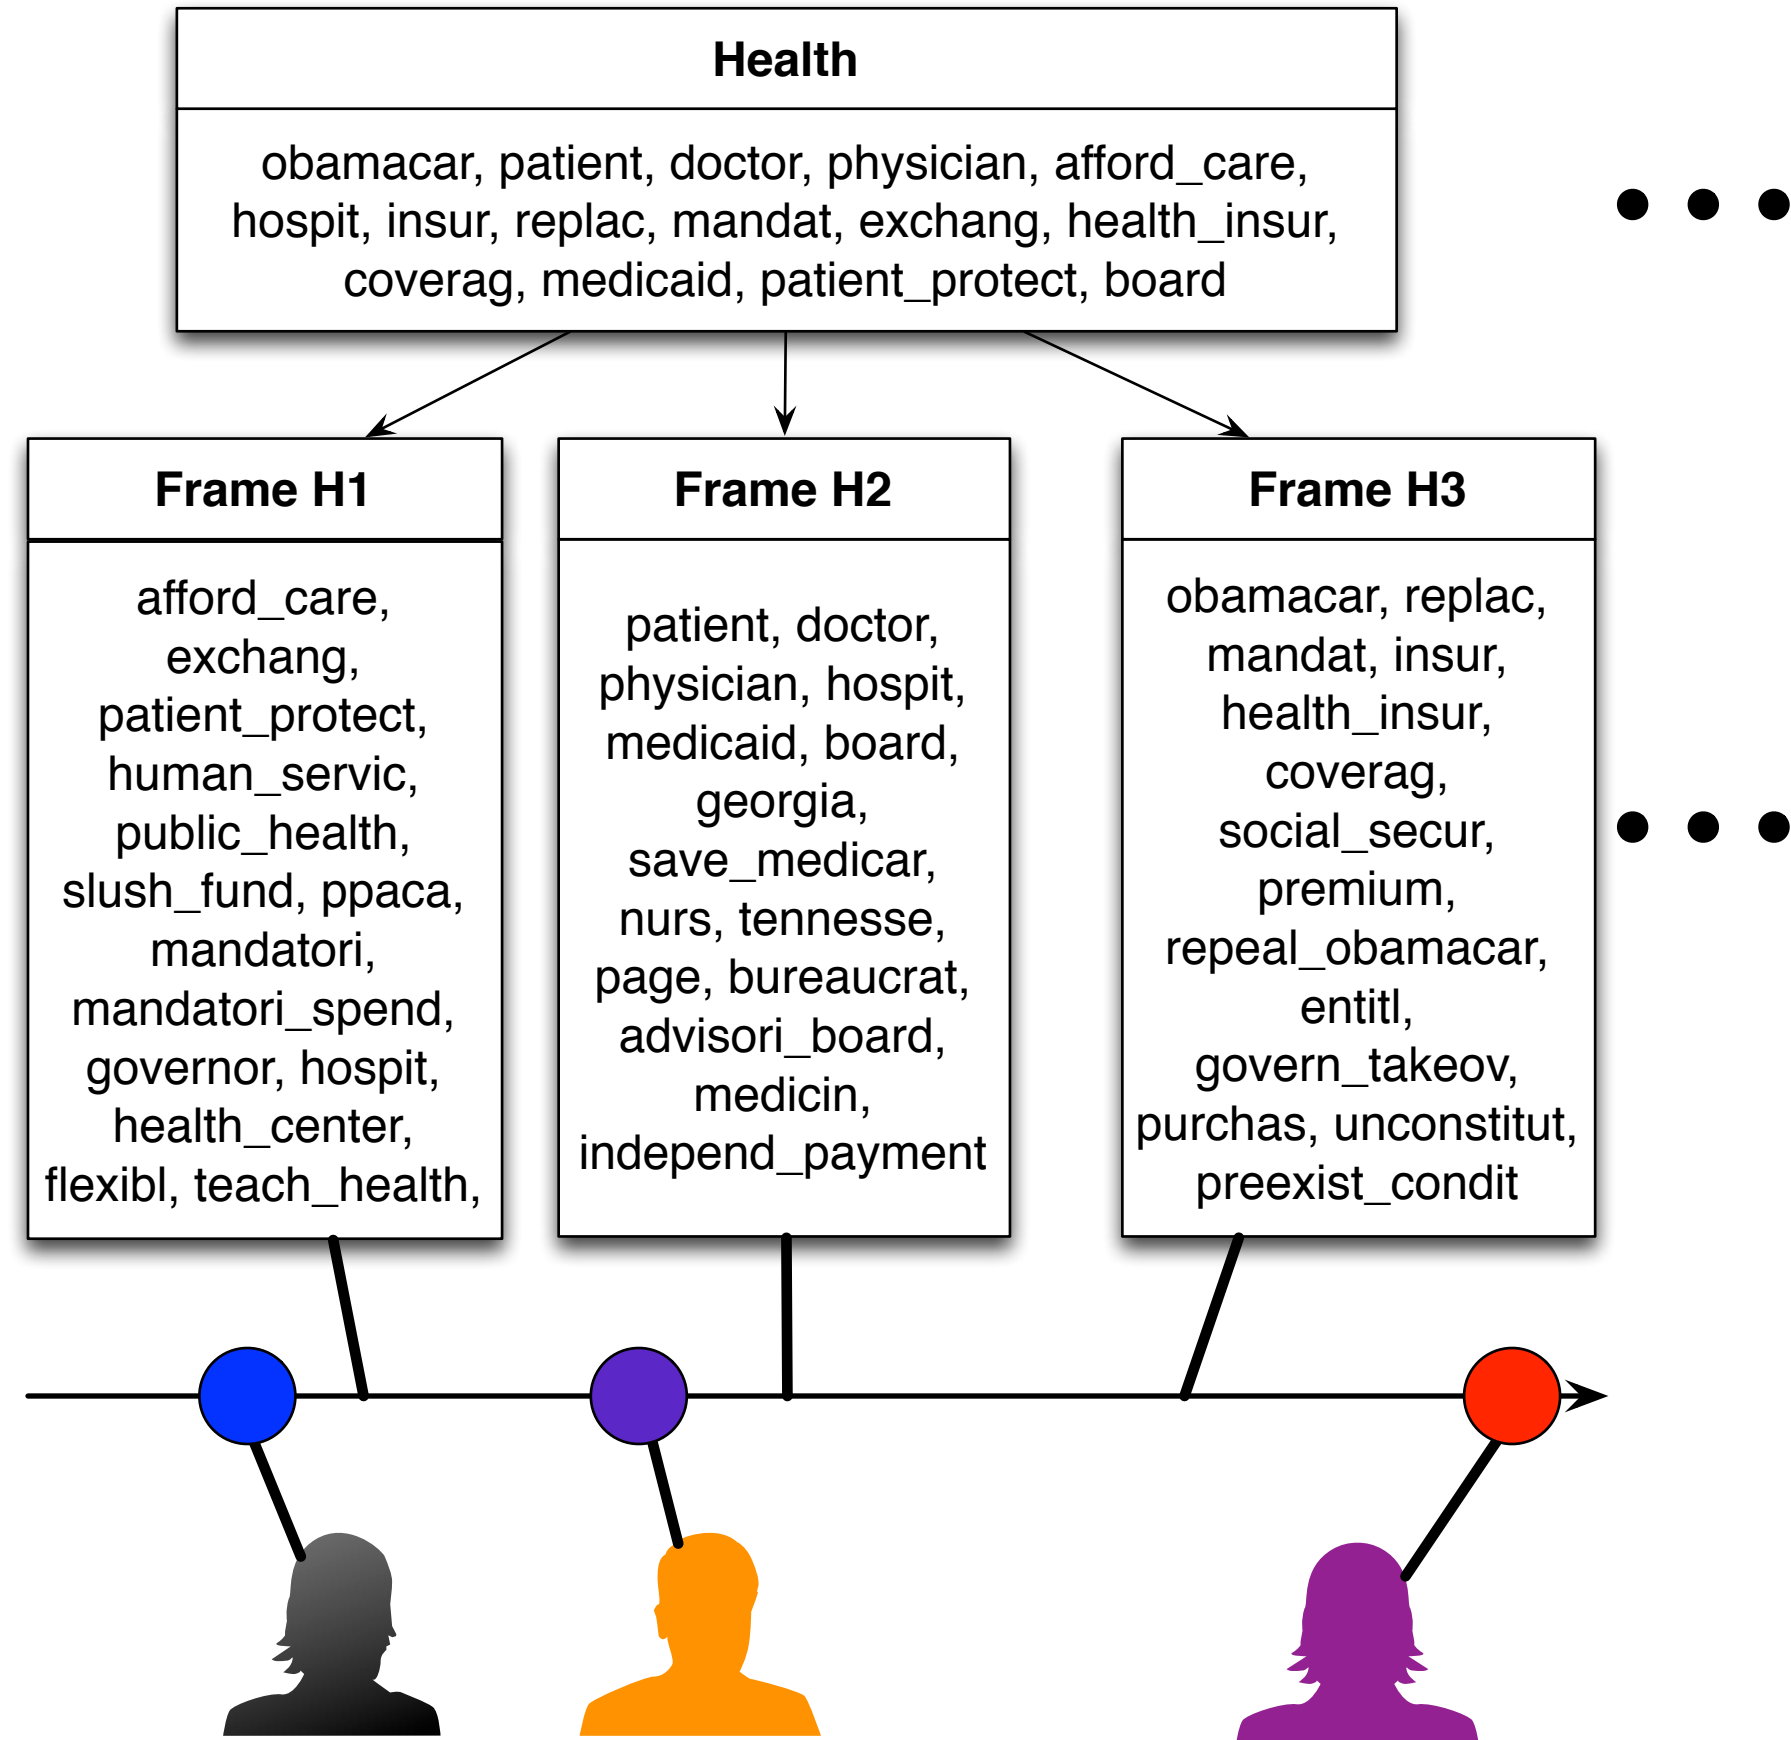 Health
obamacar, patient, doctor, physician, afford_care,
hospit, insur, replac, mandat, exchang, health_insur,
coverag, medicaid, patient_protect, board
Frame H1
afford_care,
exchang,
patient_protect,
human_servic,
public_health,
slush_fund, ppaca,
mandatori,
mandatori_spend,
governor, hospit,
health_center,
flexibl, teach_health,
Frame H2
patient, doctor,
physician, hospit,
medicaid, board,
georgia,
save_medicar,
nurs, tennesse,
page, bureaucrat,
advisori_board,
medicin,
independ_payment
Frame H3
obamacar, replac,
mandat, insur,
health_insur,
coverag,
social_secur,
premium,
repeal_obamacar,
entitl,
govern_takeov,
purchas, unconstitut,
preexist_condit